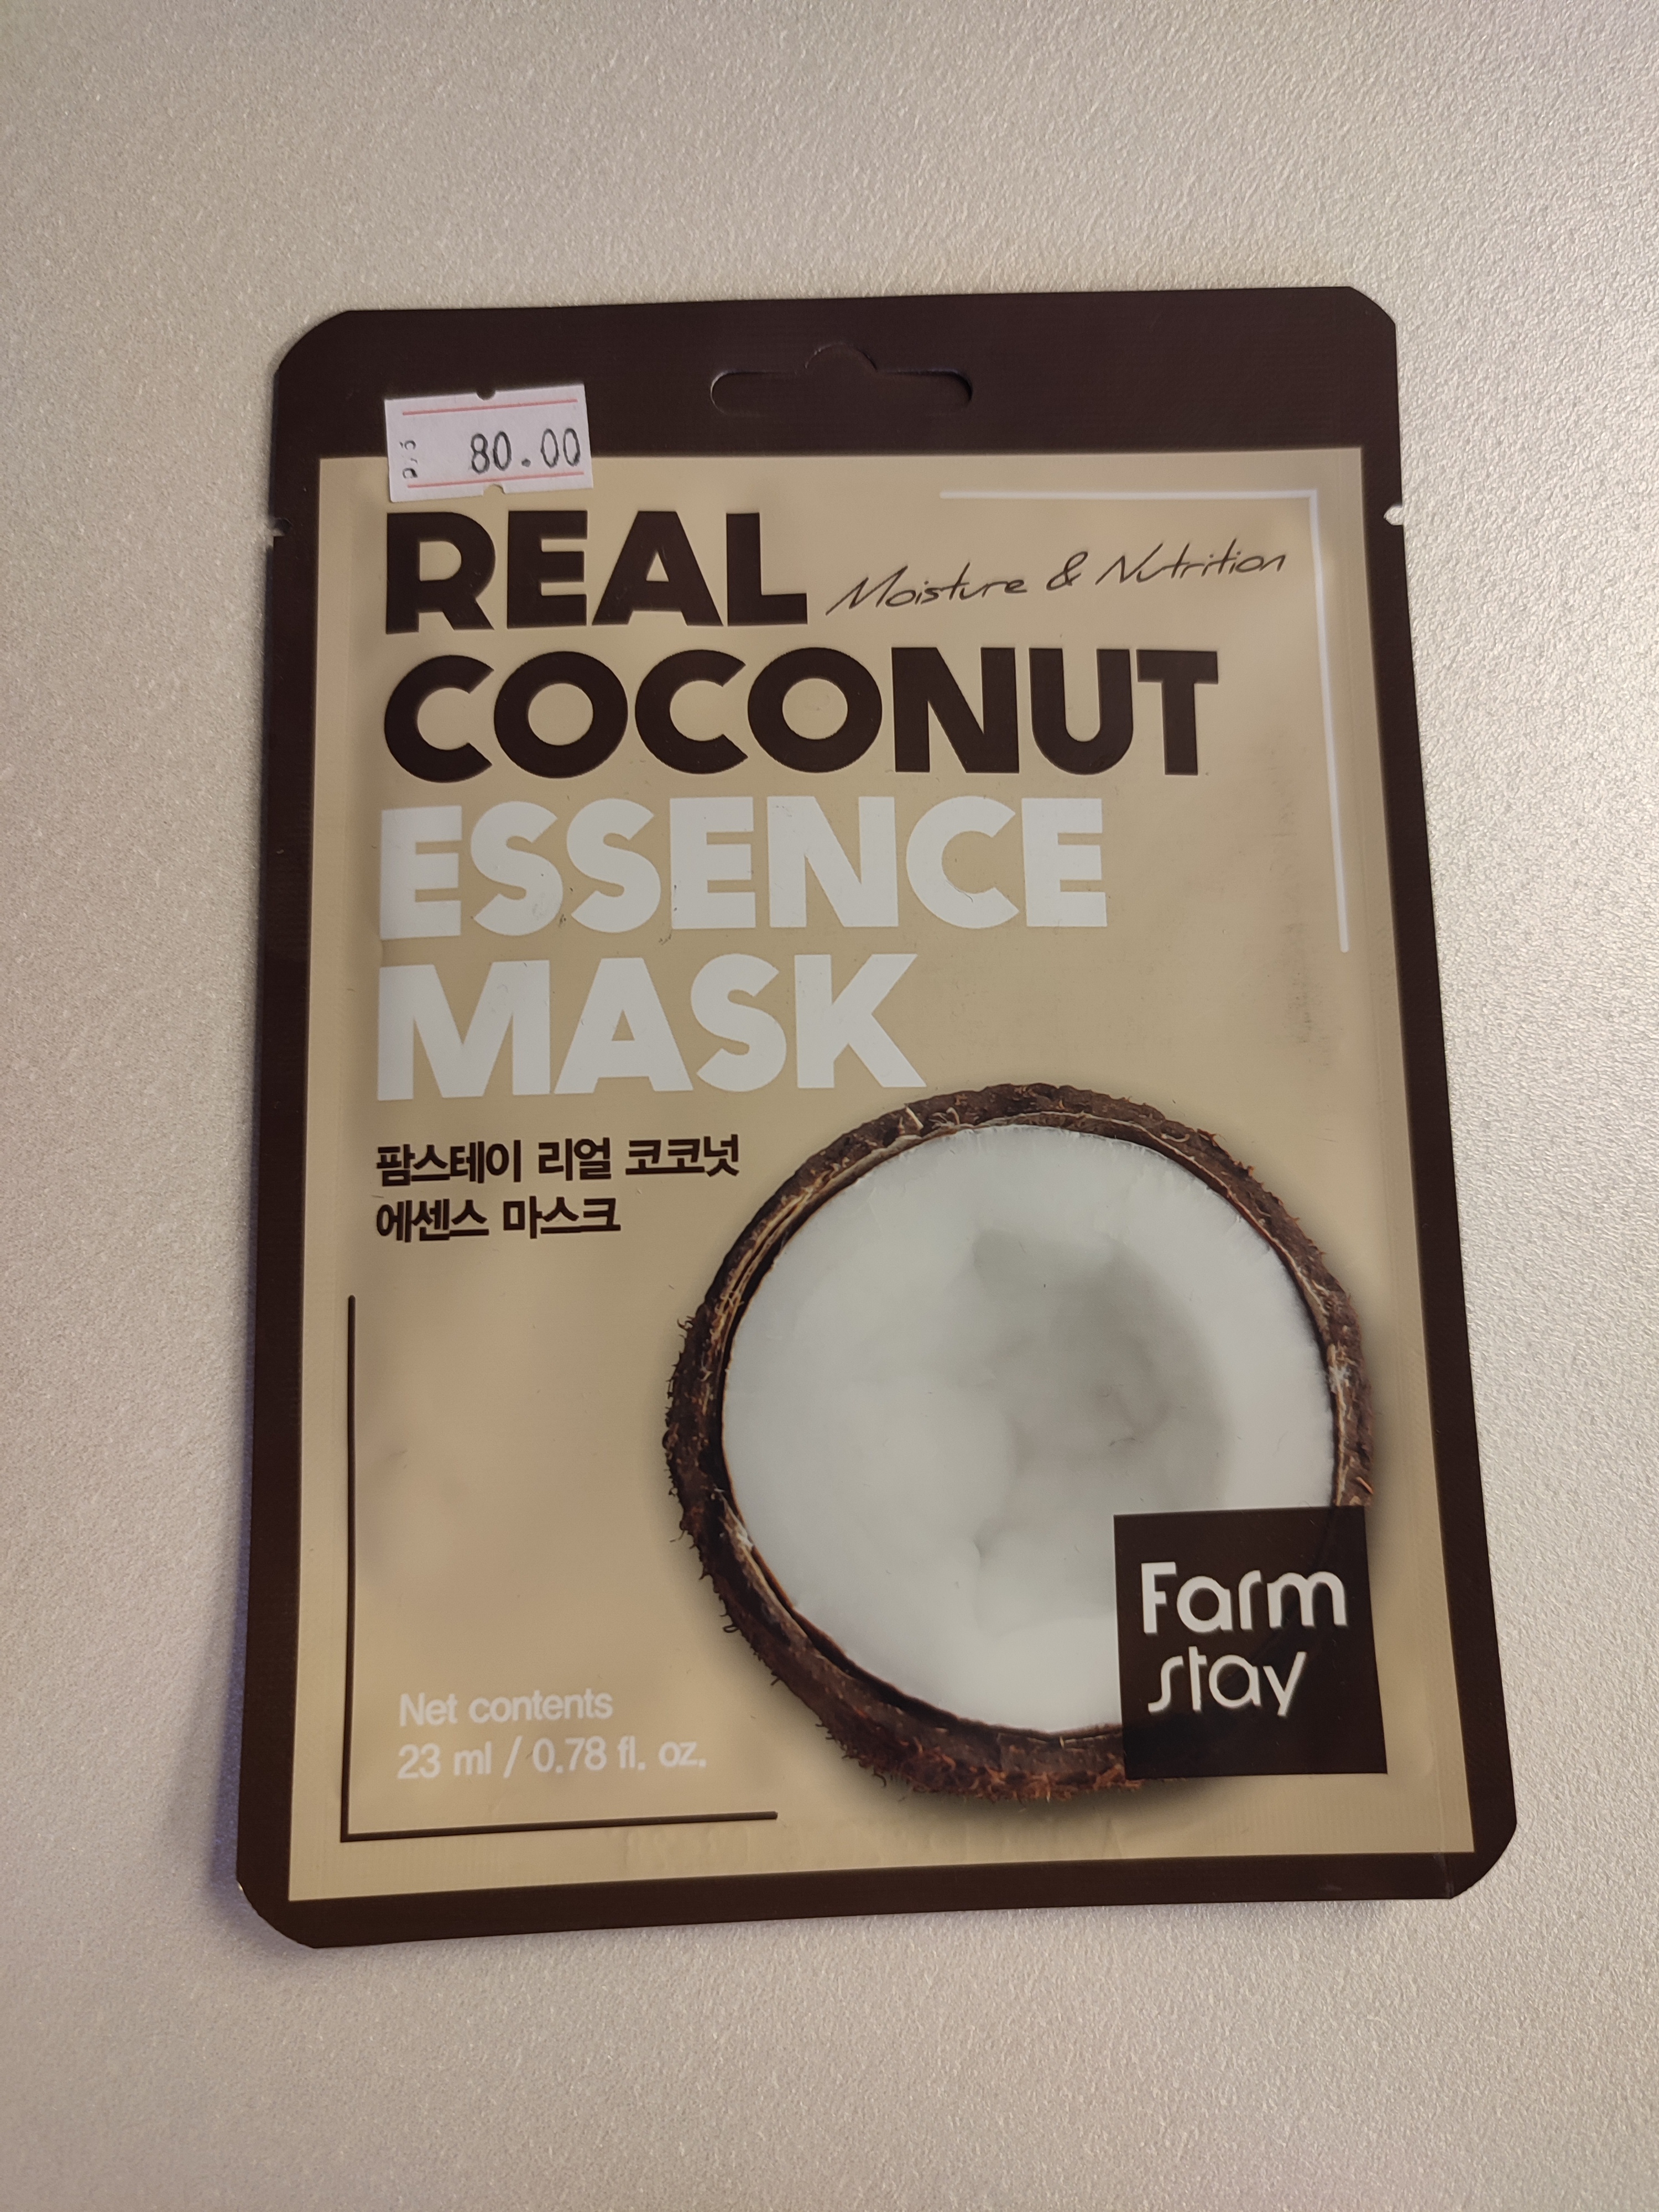 80.00
REAL
Moisture & Nutrition
COCONUT
ESSENCE
MASK
팜스테이 리얼 코코넛
에센스 마스크
Farm
stay
Net contents
23 ml / 0.78 fl. oz.